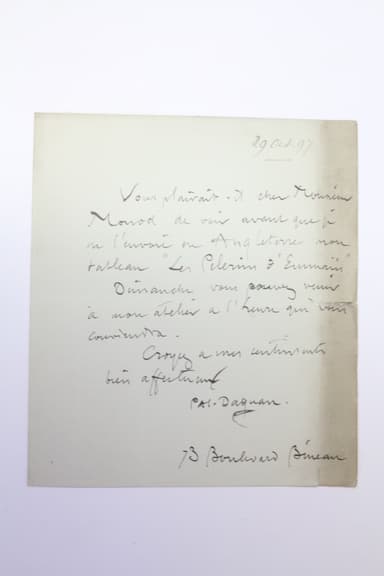 29 Oct. 97
Vous plairait-il cher Monsieur
Monod de voir avant que je
ne l'envoie en Angleterre mon
tableau "Les Pelerins d'Emmaüs"
Dimanche vous pouvez venir
à mon atelier a l'heure qui vous
conviendra.
Croyez a mes sentiments
bien affectueux
PAJ-Dagnan.
73 Boulevard Bineau